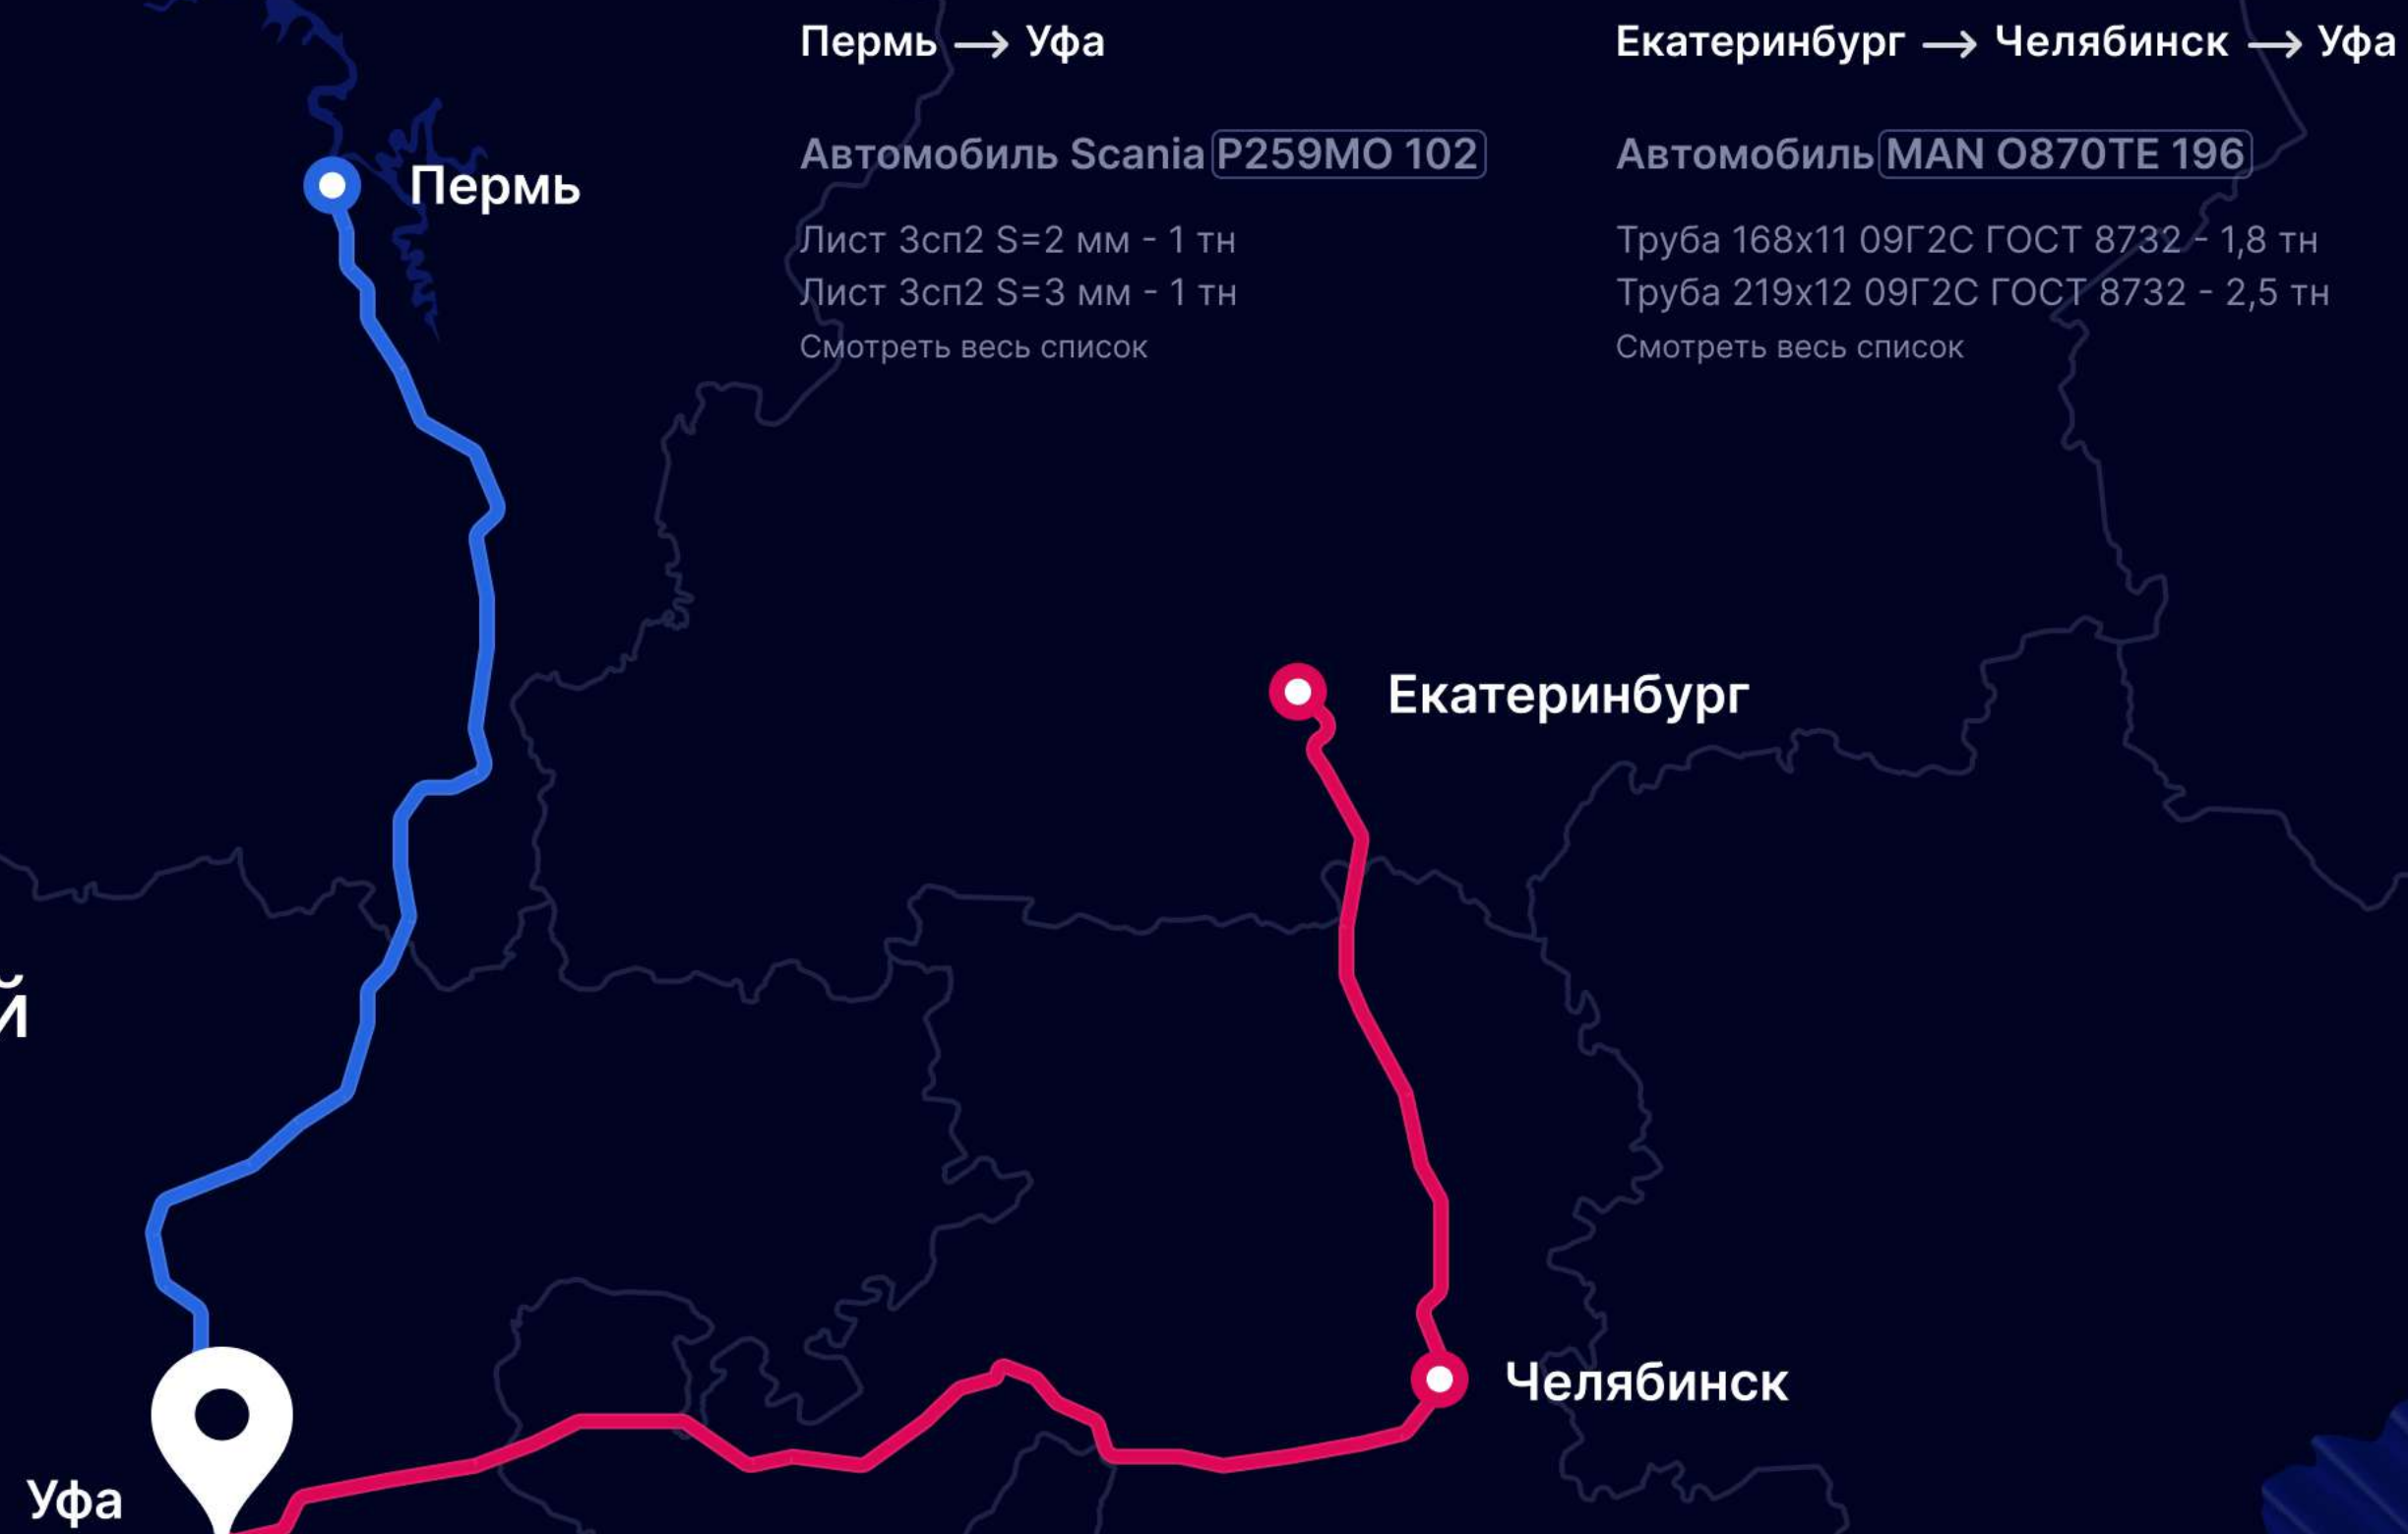 Пермь → Уфа
Автомобиль Scania Р259МО 102
Лист 3сп2 S=2 мм - 1 тн
Лист 3сп2 S=3 мм - 1 тн
Смотреть весь список
Екатеринбург → Челябинск → Уфа
Автомобиль MAN О870ТЕ 196
Труба 168х11 09Г2С ГОСТ 8732 - 1,8 тн
Труба 219х12 09Г2С ГОСТ 8732 - 2,5 тн
Смотреть весь список
Пермь
Екатеринбург
й
Челябинск
Уфа